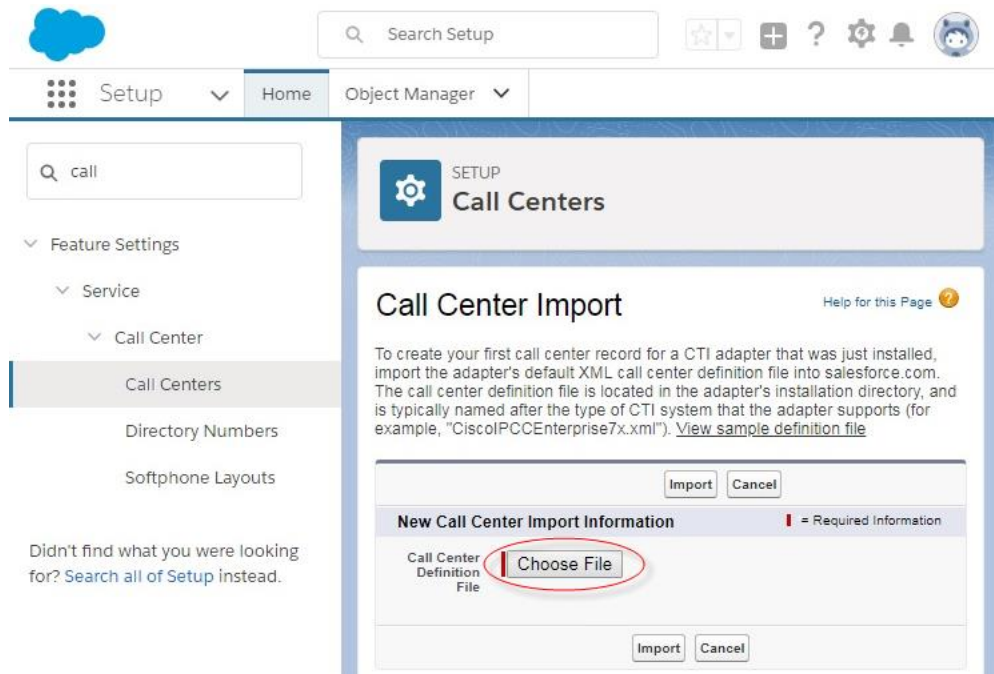 Search Setup
Setup
Home
Object Manager
call
Feature Settings
Service
Call Center
Call Centers
Directory Numbers
Softphone Layouts
Didn't find what you were looking
for? Search all of Setup instead.
SETUP
Call Centers
Call Center Import
Help for this Page
To create your first call center record for a CTI adapter that was just installed,
import the adapter's default XML call center definition file into salesforce.com.
The call center definition file is located in the adapter's installation directory, and
is typically named after the type of CTI system that the adapter supports (for
example, "CiscoIPCCEnterprise7x.xml"). View sample definition file
Import Cancel
New Call Center Import Information
= Required Information
Call Center
Definition
File
Choose File
Import Cancel